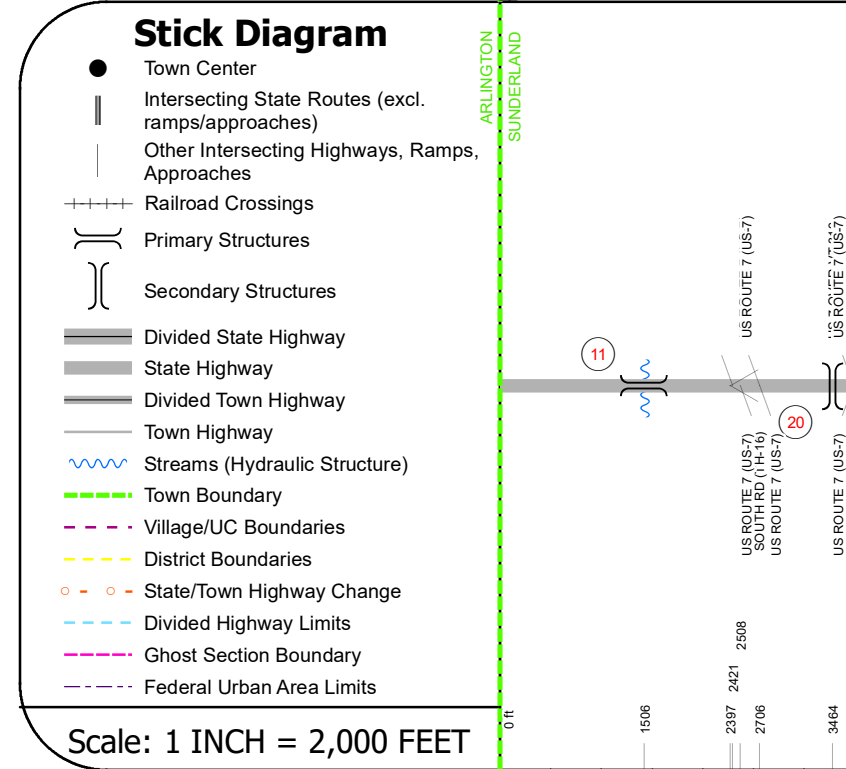 Stick Diagram
Town Center
Intersecting State Routes (excl.
ramps/approaches)
Other Intersecting Highways, Ramps,
Approaches
Railroad Crossings
Primary Structures
Secondary Structures
Divided State Highway
State Highway
Divided Town Highway
Town Highway
Streams (Hydraulic Structure)
Town Boundary
Village/UC Boundaries
District Boundaries
State/Town Highway Change
Divided Highway Limits
Ghost Section Boundary
Federal Urban Area Limits
Scale: 1 INCH = 2,000 FEET
ARLINGTON
SUNDERLAND
US ROUTE 7 (US-7)
US ROUTE 7 (US-7)
11
20
US ROUTE 7 (US-7)
SOUTH RD (TH-16)
US ROUTE 7 (US-7)
US ROUTE 7 (US-7)
0 ft
1506
2397
2421
2508
2706
3464